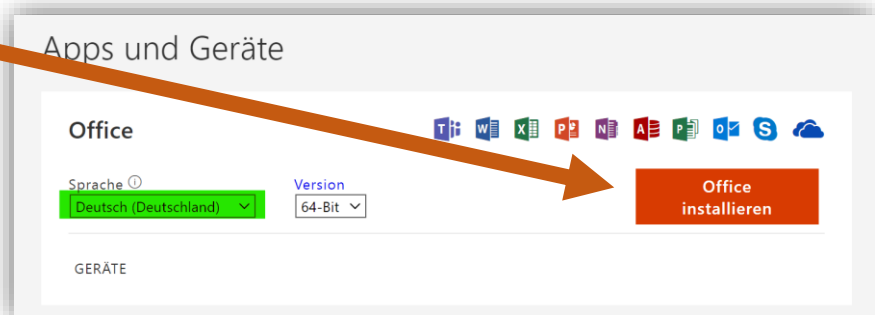 Apps und Geräte
Office
Sprache
Version
Deutsch (Deutschland)
64-Bit
Office
installieren
GERÄTE